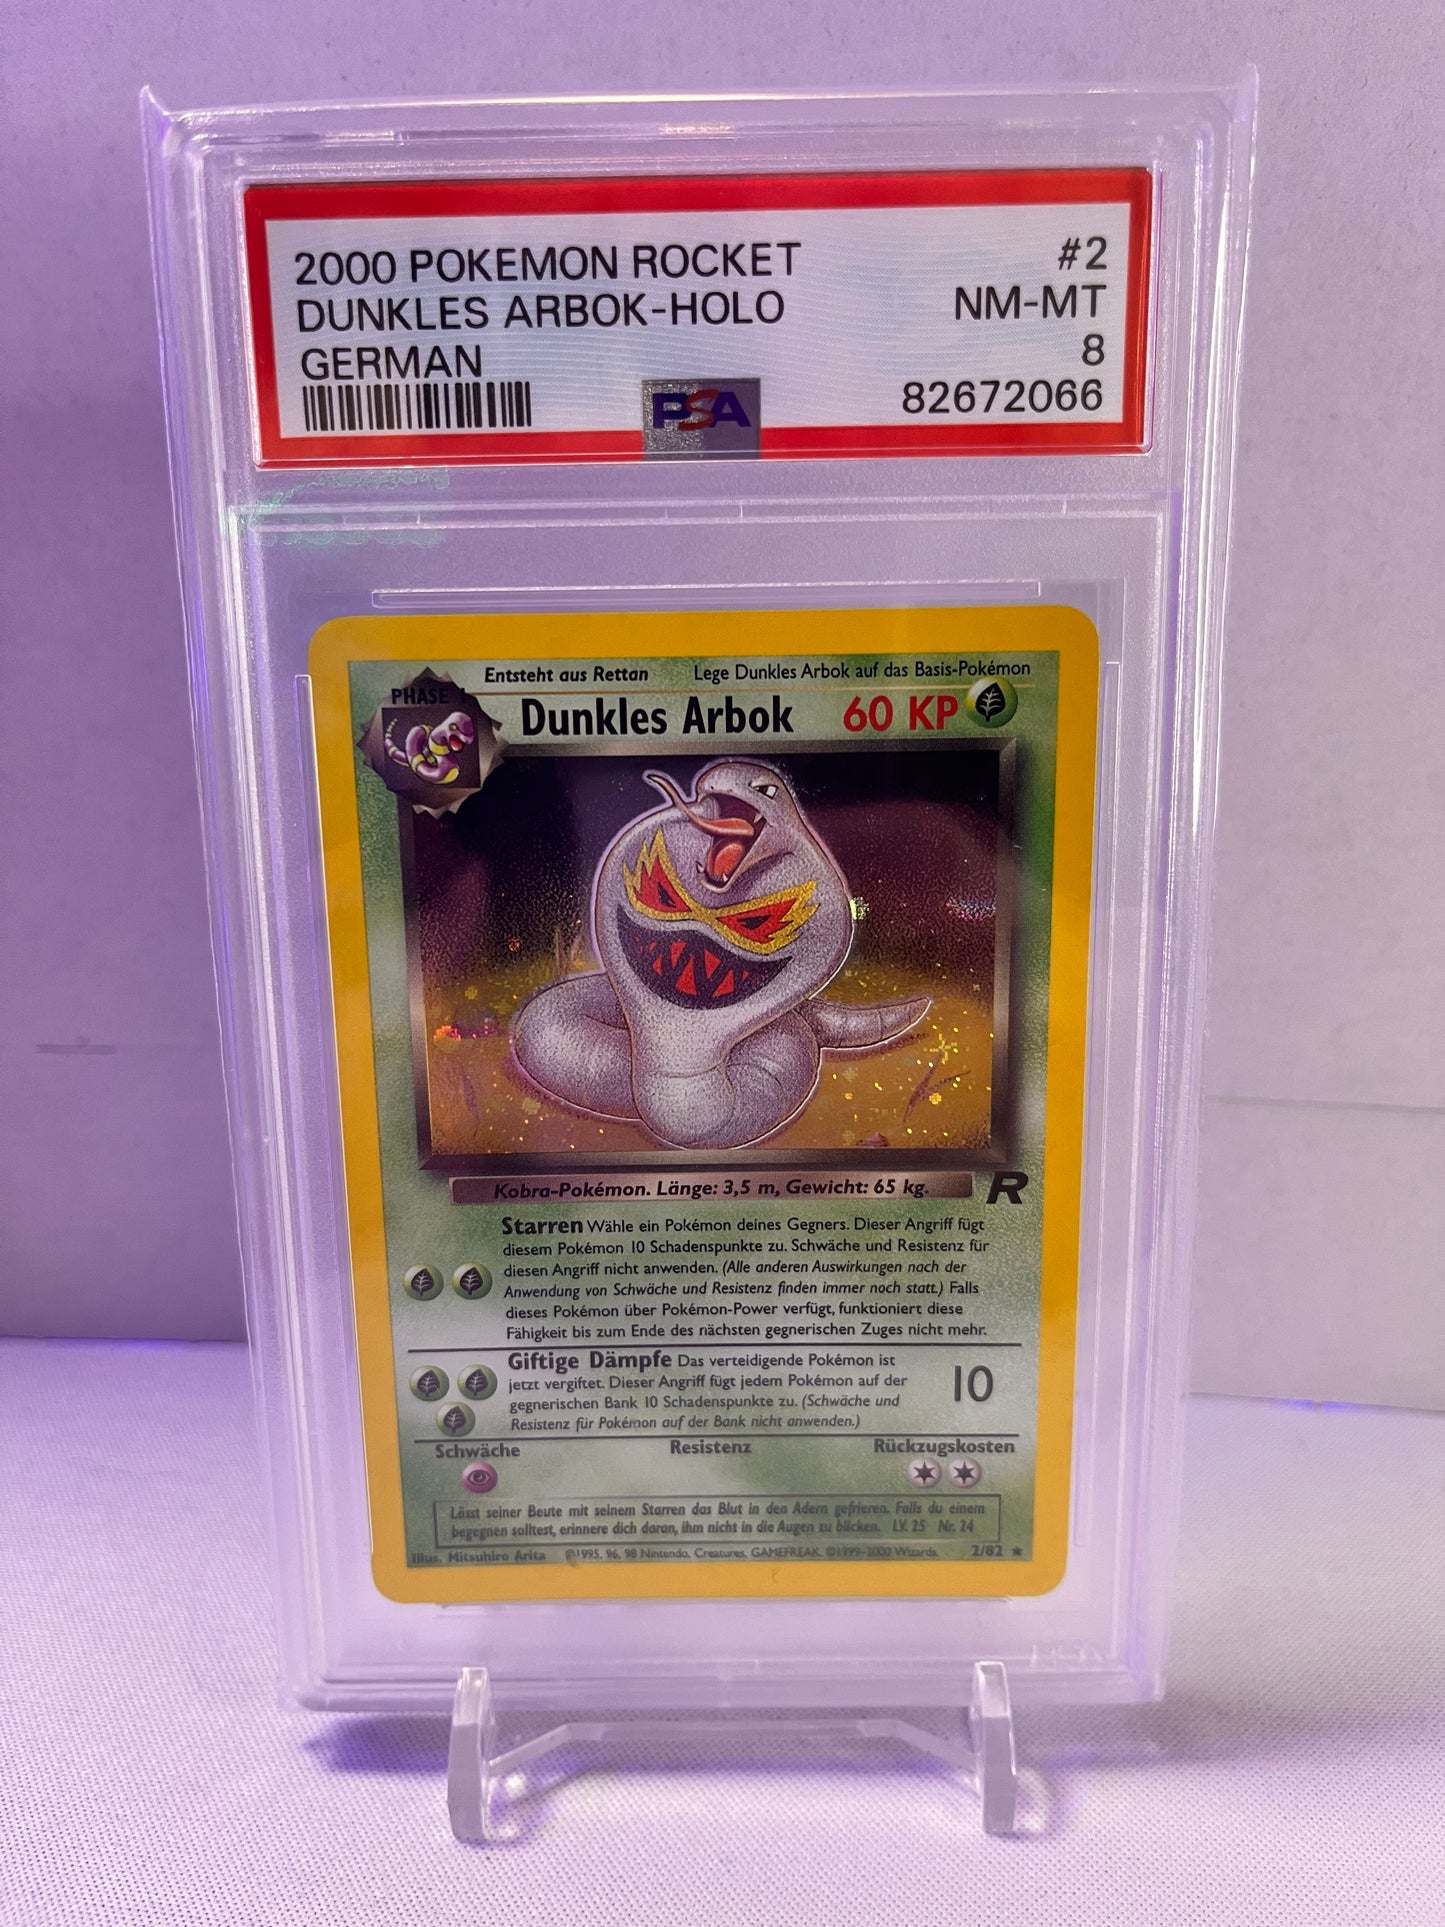 2000 POKEMON ROCKET #2
DUNKLES ARBOK-HOLO NM-MT
GERMAN 8
82672066
PSA
Entsteht aus Rettan Lege Dunkles Arbok auf das Basis-Pokémon
PHASE 1
Dunkles Arbok 60 KP
Kobra-Pokémon. Länge: 3,5 m, Gewicht: 65 kg.
R
Starren Wähle ein Pokémon deines Gegners. Dieser Angriff fügt
diesem Pokémon 10 Schadenspunkte zu. Schwäche und Resistenz für
diesen Angriff nicht anwenden. (Alle anderen Auswirkungen nach der
Anwendung von Schwäche und Resistenz finden immer noch statt.) Falls
dieses Pokémon über Pokémon-Power verfügt, funktioniert diese
Fähigkeit bis zum Ende des nächsten gegnerischen Zuges nicht mehr.
Giftige Dämpfe Das verteidigende Pokémon ist
jetzt vergiftet. Dieser Angriff fügt jedem Pokémon auf der
gegnerischen Bank 10 Schadenspunkte zu. (Schwäche und
Resistenz für Pokémon auf der Bank nicht anwenden.)
10
Schwäche Resistenz Rückzugskosten
Lässt seiner Beute mit seinem Starren das Blut in den Adern gefrieren. Falls du einem
begegnen solltest, erinnere dich daran, ihm nicht in die Augen zu blicken. LV. 25 Nr. 24
Illus. Mitsuhiro Arita ©1995, 96, 98 Nintendo, Creatures, GAMEFREAK. ©1999-2000 Wizards. 2/82 ★